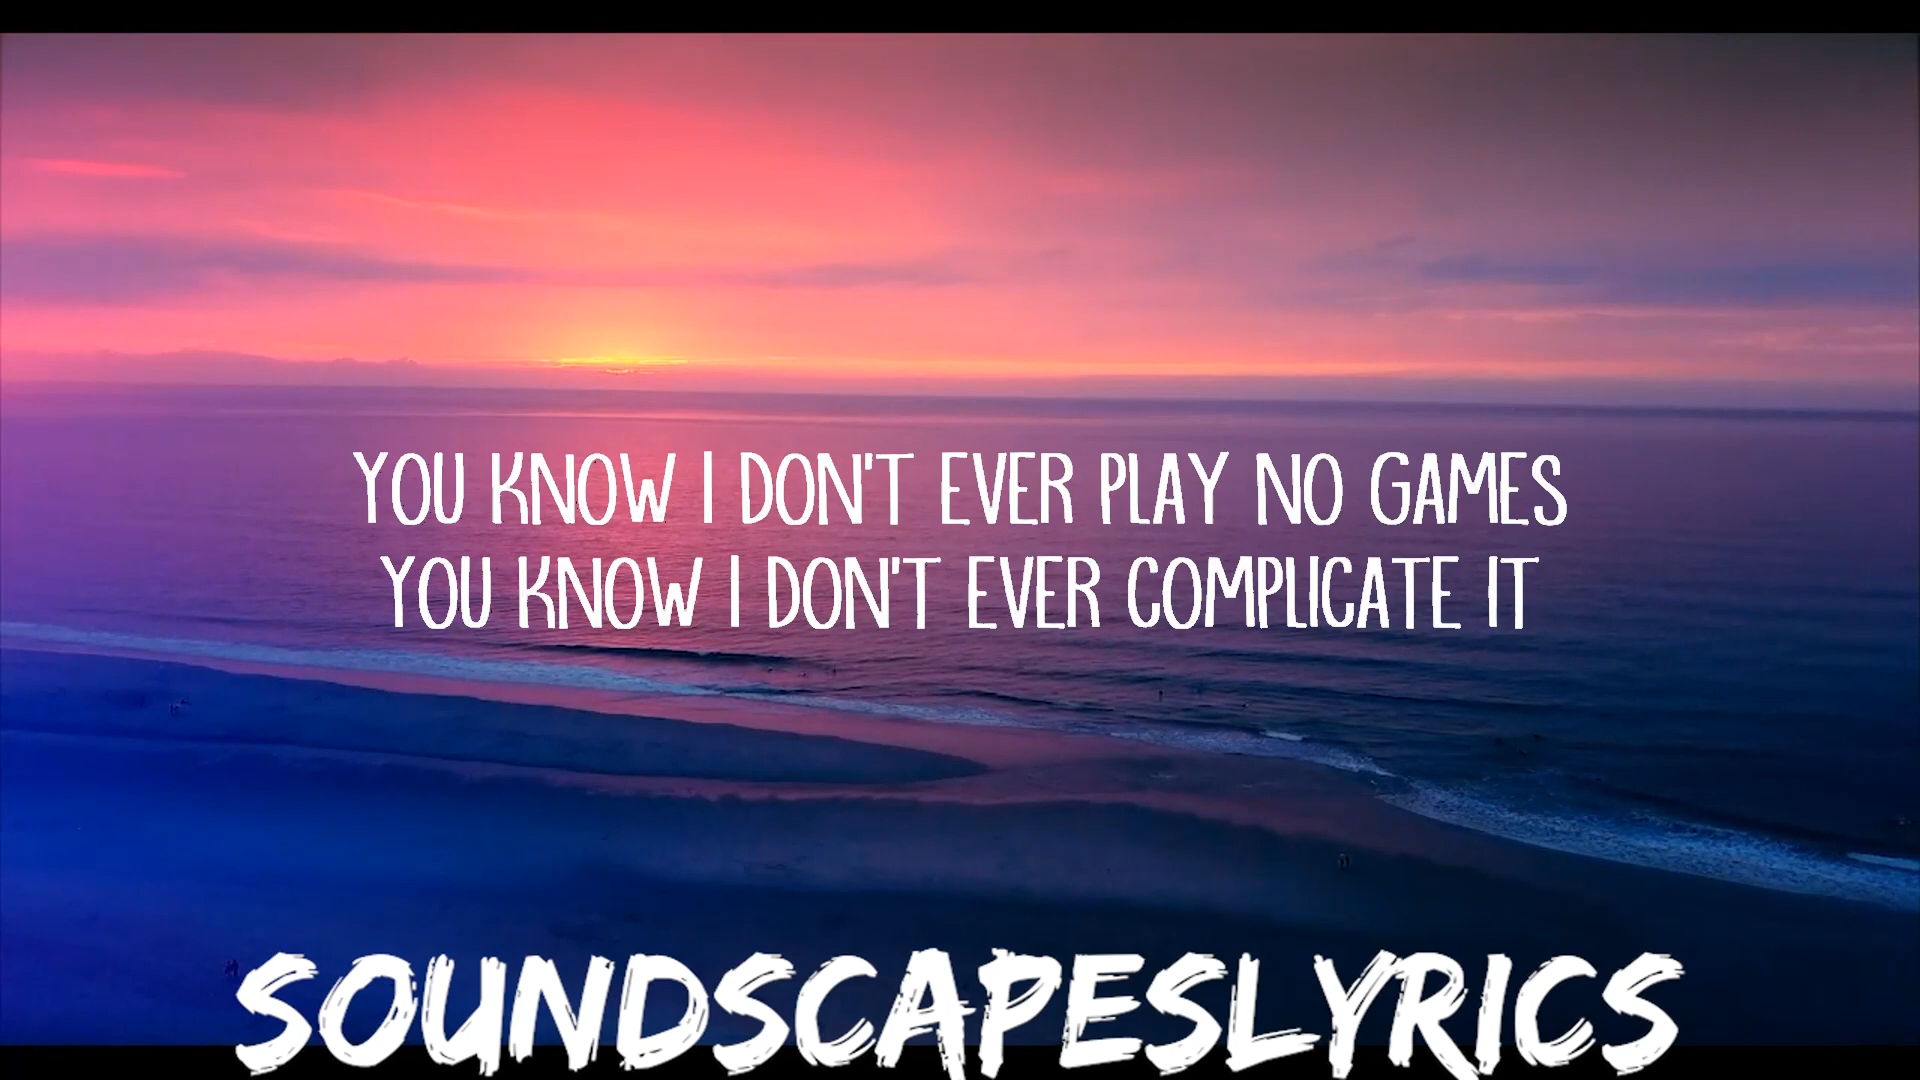 YOU KNOW I DON'T EVER PLAY NO GAMES
YOU KNOW I DON'T EVER COMPLICATE IT
SOUNDSCAPESLYRICS